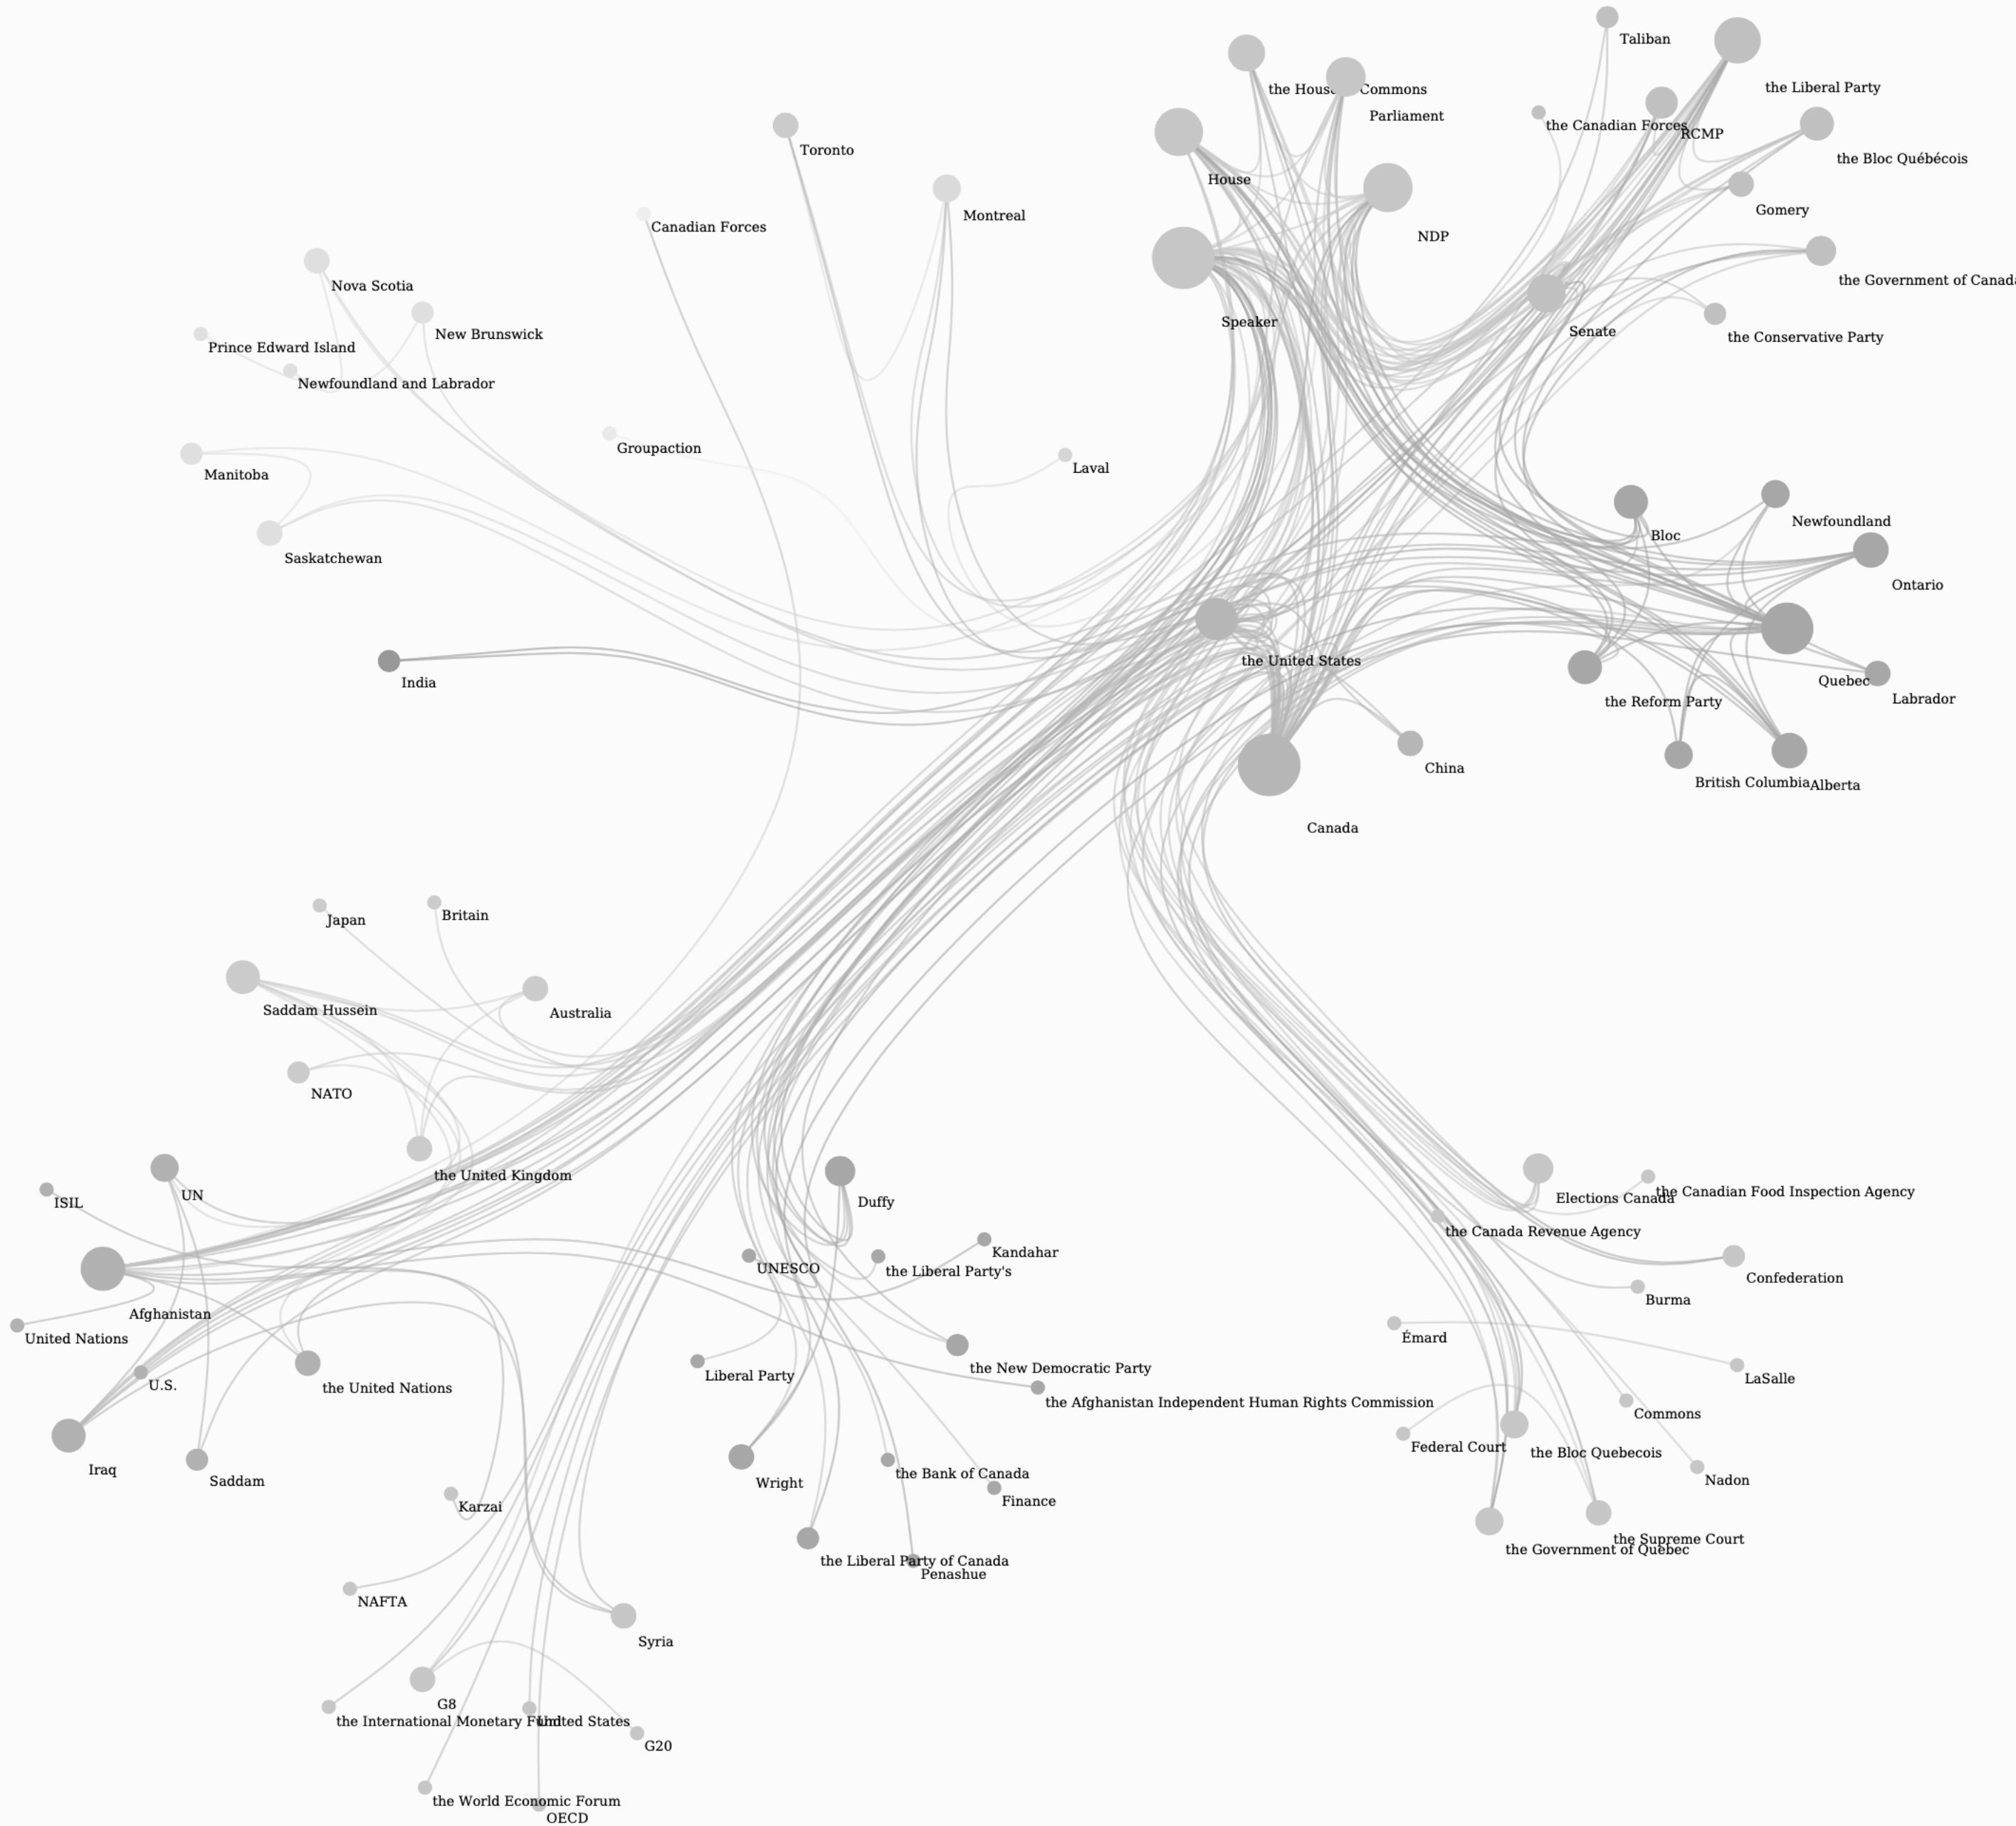 Taliban
the Liberal Party
the House Commons
Parliament
the Canadian Forces
RCMP
Toronto
the Bloc Québécois
House
Gomery
Montreal
Canadian Forces
NDP
the Government of Canada
Nova Scotia
Speaker
Senate
New Brunswick
the Conservative Party
Prince Edward Island
Newfoundland and Labrador
Groupaction
Laval
Manitoba
Newfoundland
Bloc
Saskatchewan
Ontario
the United States
India
Quebec
Labrador
the Reform Party
China
British Columbia
Alberta
Canada
Britain
Japan
Saddam Hussein
Australia
NATO
the United Kingdom
UN
ISIL
Duffy
Elections Canada
the Canadian Food Inspection Agency
the Canada Revenue Agency
Kandahar
UNESCO
the Liberal Party's
Confederation
Burma
Afghanistan
United Nations
Émard
the New Democratic Party
Liberal Party
LaSalle
U.S.
the United Nations
the Afghanistan Independent Human Rights Commission
Commons
Federal Court
the Bloc Quebecois
Iraq
Saddam
Wright
the Bank of Canada
Nadon
Finance
Karzai
the Supreme Court
the Government of Quebec
the Liberal Party of Canada
Penashue
NAFTA
Syria
G8
the International Monetary Fund
United States
G20
the World Economic Forum
OECD